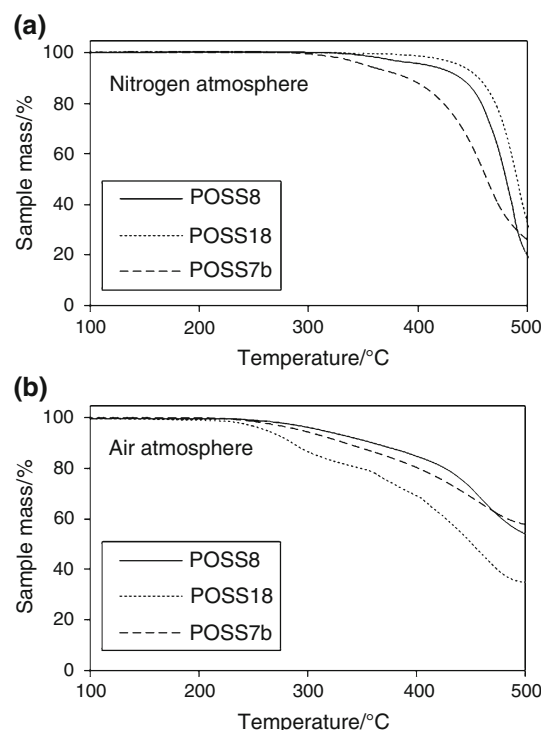 (a)
100
80
60
40
20
0
Sample mass/%
Nitrogen atmosphere
POSS8
POSS18
POSS7b
100 200 300 400 500
Temperature/°C
(b)
100
80
60
40
20
0
Sample mass/%
Air atmosphere
POSS8
POSS18
POSS7b
100 200 300 400 500
Temperature/°C